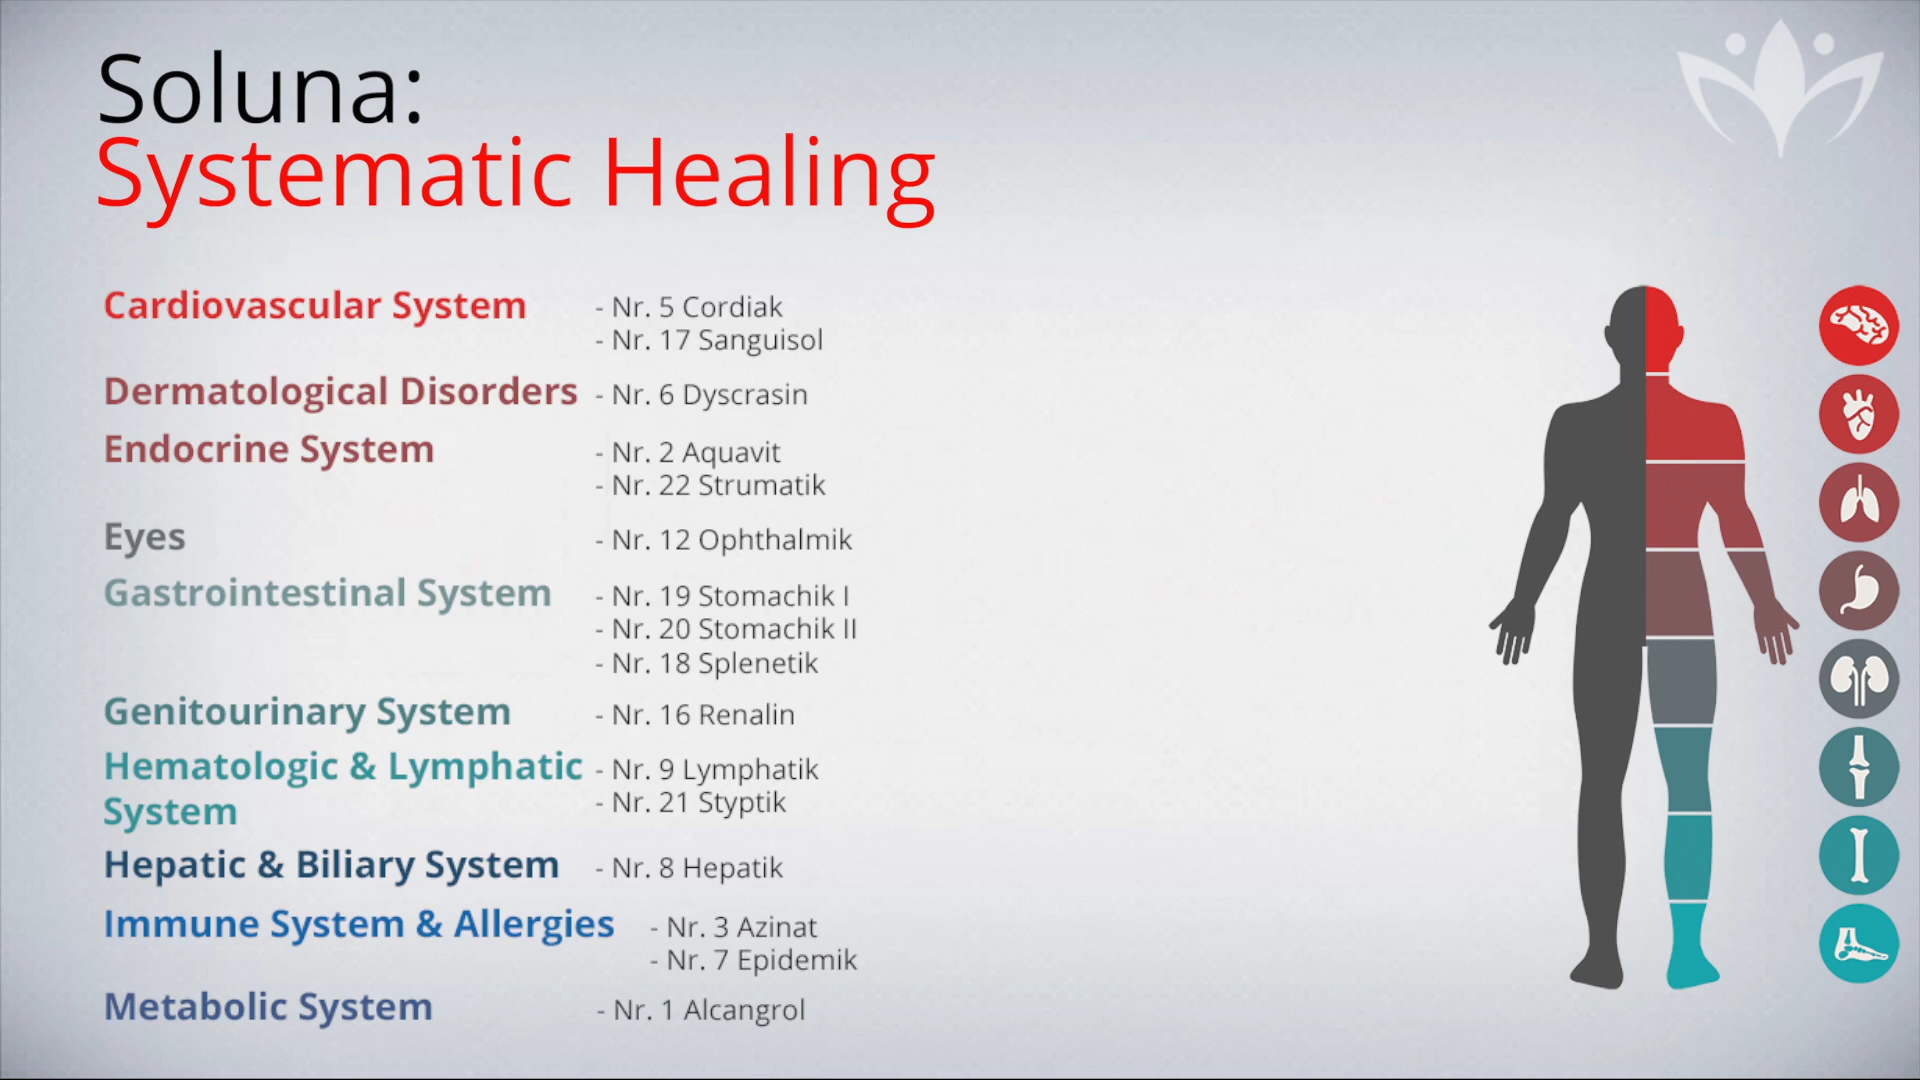 Soluna:
Systematic Healing
Cardiovascular System - Nr. 5 Cordiak
- Nr. 17 Sanguisol
Dermatological Disorders - Nr. 6 Dyscrasin
Endocrine System - Nr. 2 Aquavit
- Nr. 22 Strumatik
Eyes - Nr. 12 Ophthalmik
Gastrointestinal System - Nr. 19 Stomachik I
- Nr. 20 Stomachik II
- Nr. 18 Splenetik
Genitourinary System - Nr. 16 Renalin
Hematologic & Lymphatic - Nr. 9 Lymphatik
System - Nr. 21 Styptik
Hepatic & Biliary System - Nr. 8 Hepatik
Immune System & Allergies - Nr. 3 Azinat
- Nr. 7 Epidemik
Metabolic System - Nr. 1 Alcangrol